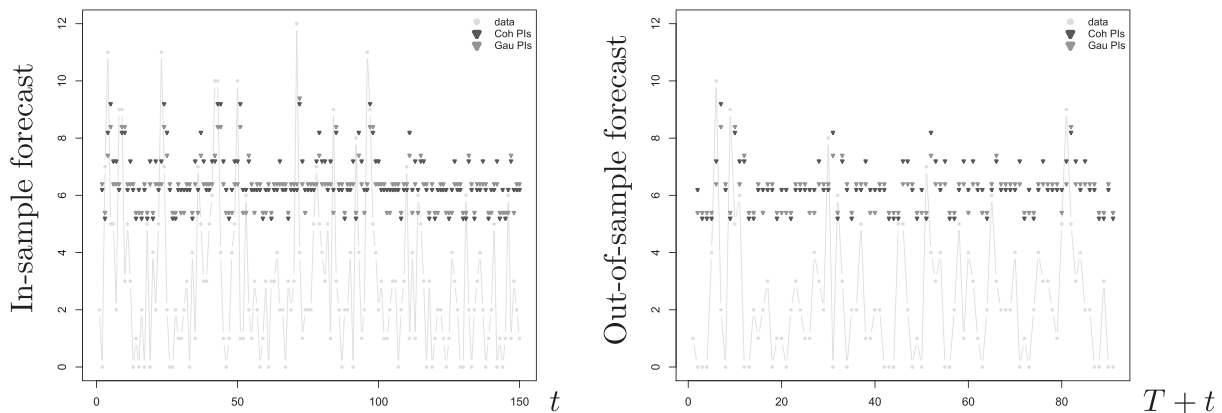 In-sample forecast
12
10
8
6
4
2
0
data
Coh PIs
Gau PIs
0 50 100 150
t
Out-of-sample forecast
12
10
8
6
4
2
0
data
Coh PIs
Gau PIs
0 20 40 60 80
T + t